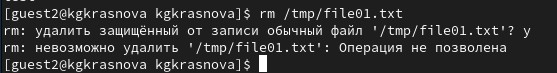 [guest2@kgkrasnova kgkrasnova]$ rm /tmp/file01.txt
rm: удалить защищённый от записи обычный файл '/tmp/file01.txt'? y
rm: невозможно удалить '/tmp/file01.txt': Операция не позволена
[guest2@kgkrasnova kgkrasnova]$